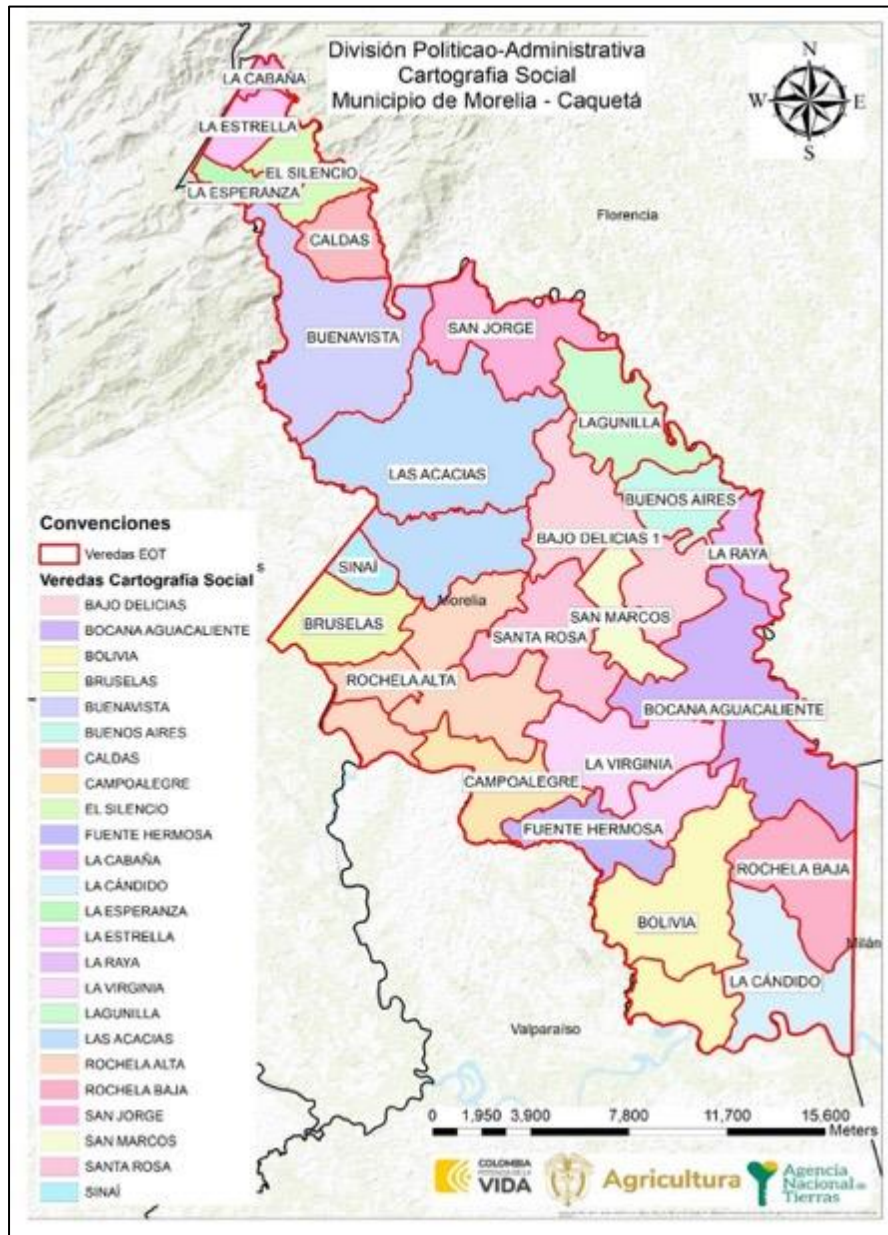 División Politicao-Administrativa
Cartografia Social
Municipio de Morelia - Caquetá
N
W
E
S
LA CABAÑA
LA ESTRELLA
EL SILENCIO
LA ESPERANZA
Florencia
CALDAS
BUENAVISTA
SAN JORGE
LAGUNILLA
LAS ACACIAS
BUENOS AIRES
BAJO DELICIAS 1
LA RAYA
SINAÍ
Morelia
BRUSELAS
SAN MARCOS
SANTA ROSA
ROCHELA ALTA
BOCANA AGUACALIENTE
LA VIRGINIA
CAMPOALEGRE
FUENTE HERMOSA
ROCHELA BAJA
BOLIVIA
Milán
LA CÁNDIDO
Valparaíso
Convenciones
Veredas EOT
Veredas Cartografía Social
BAJO DELICIAS
BOCANA AGUACALIENTE
BOLIVIA
BRUSELAS
BUENAVISTA
BUENOS AIRES
CALDAS
CAMPOALEGRE
EL SILENCIO
FUENTE HERMOSA
LA CABAÑA
LA CÁNDIDO
LA ESPERANZA
LA ESTRELLA
LA RAYA
LA VIRGINIA
LAGUNILLA
LAS ACACIAS
ROCHELA ALTA
ROCHELA BAJA
SAN JORGE
SAN MARCOS
SANTA ROSA
SINAÍ
0 1,950 3,900 7,800 11,700 15,600
Meters
COLOMBIA
POTENCIA DE LA
VIDA
Agricultura
Agencia
Nacional de
Tierras